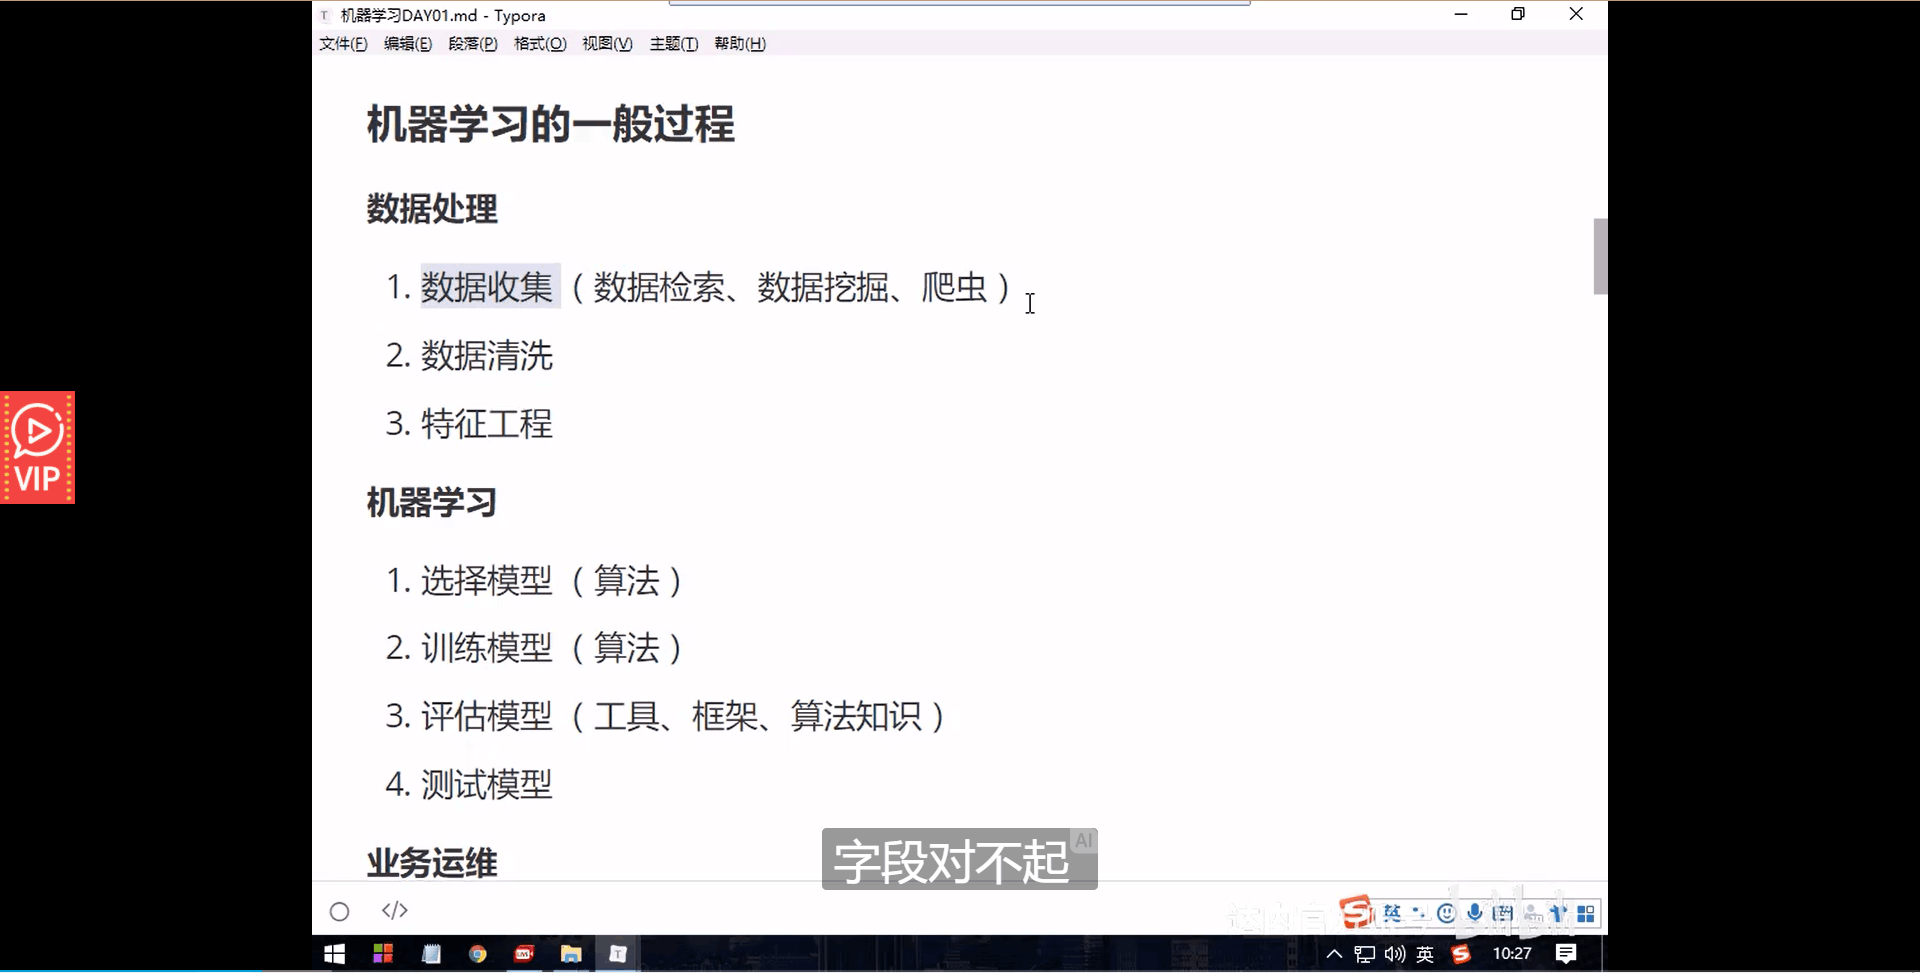 机器学习DAY01.md - Typora
文件(F) 编辑(E) 段落(P) 格式(O) 视图(V) 主题(T) 帮助(H)
机器学习的一般过程
数据处理
1. 数据收集（数据检索、数据挖掘、爬虫）
2. 数据清洗
3. 特征工程
VIP
机器学习
1. 选择模型（算法）
2. 训练模型（算法）
3. 评估模型（工具、框架、算法知识）
4. 测试模型
业务运维
字段对不起
AI
</>
英
英
10:27